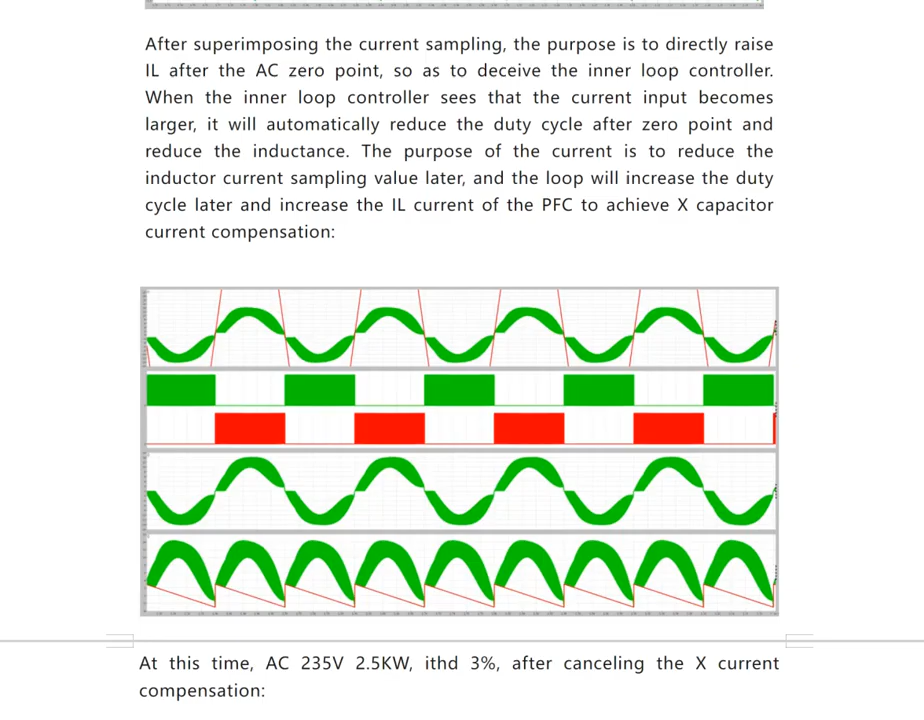 After superimposing the current sampling, the purpose is to directly raise
IL after the AC zero point, so as to deceive the inner loop controller.
When the inner loop controller sees that the current input becomes
larger, it will automatically reduce the duty cycle after zero point and
reduce the inductance. The purpose of the current is to reduce the
inductor current sampling value later, and the loop will increase the duty
cycle later and increase the IL current of the PFC to achieve X capacitor
current compensation:
At this time, AC 235V 2.5KW, ithd 3%, after canceling the X current
compensation: